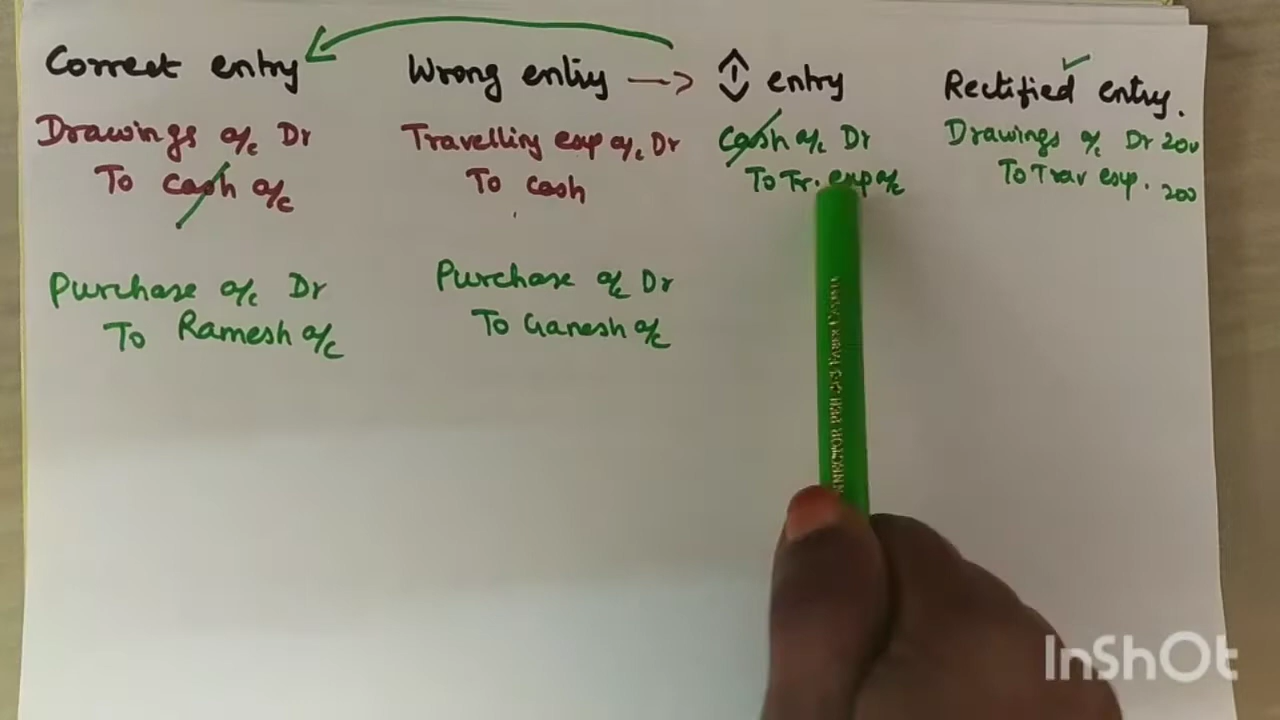 Correct entry
Wrong entry
entry
Rectified entry.
Drawings a/c Dr
To cash a/c
Travelling exp a/c Dr
To cash
Cash a/c Dr
To Tr. exp a/c
Drawings a/c Dr 200
To Trav exp. 200
Purchase a/c Dr
To Ramesh a/c
Purchase a/c Dr
To Ganesh a/c
InShOt